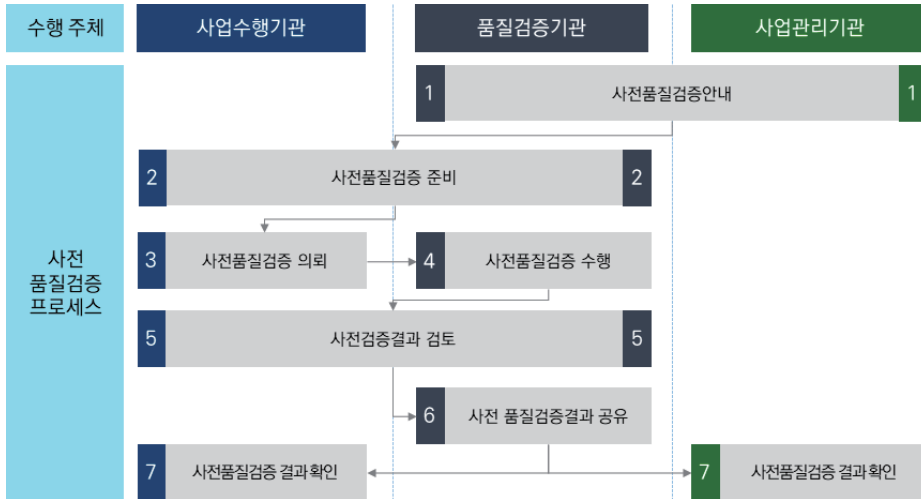 수행 주체
사업수행기관
품질검증기관
사업관리기관
1 사전품질검증안내 1
2 사전품질검증 준비 2
사전
품질검증
프로세스
3 사전품질검증 의뢰
4 사전품질검증 수행
5 사전검증결과 검토 5
6 사전 품질검증결과 공유
7 사전품질검증 결과확인
7 사전품질검증 결과확인